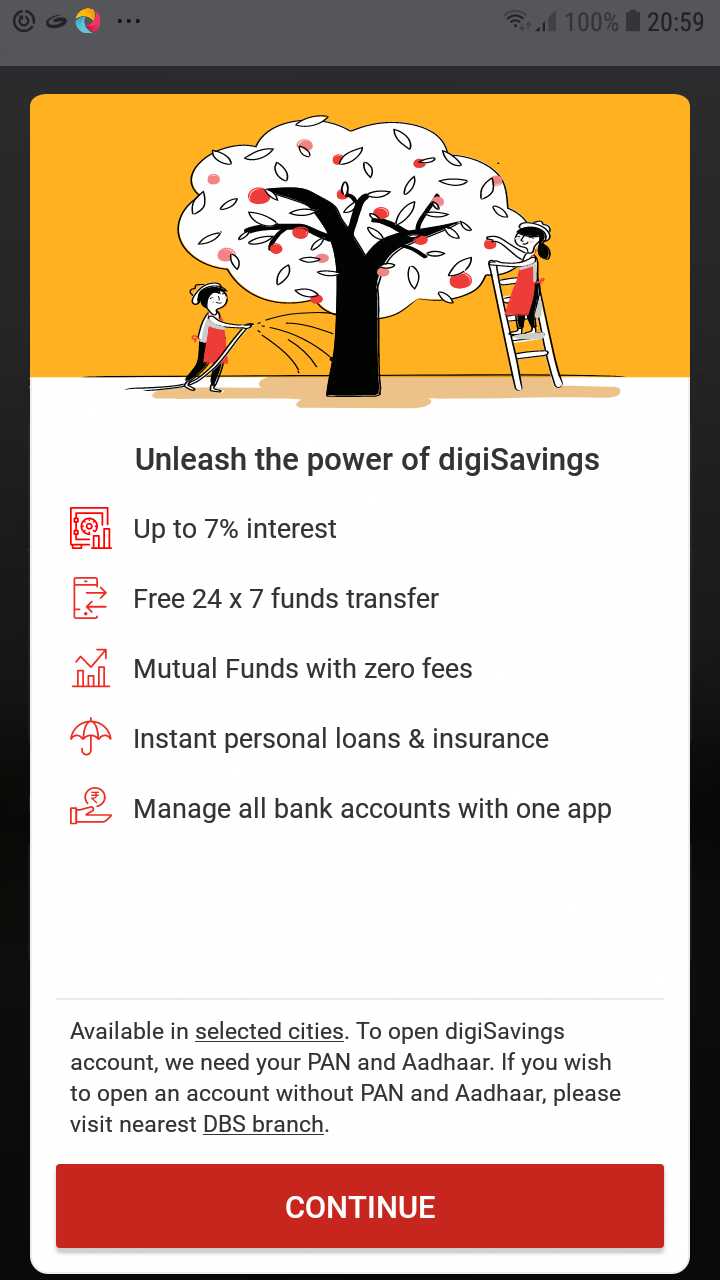 100% 20:59
Unleash the power of digiSavings
Up to 7% interest
Free 24 x 7 funds transfer
Mutual Funds with zero fees
Instant personal loans & insurance
Manage all bank accounts with one app
Available in selected cities. To open digiSavings
account, we need your PAN and Aadhaar. If you wish
to open an account without PAN and Aadhaar, please
visit nearest DBS branch.
CONTINUE